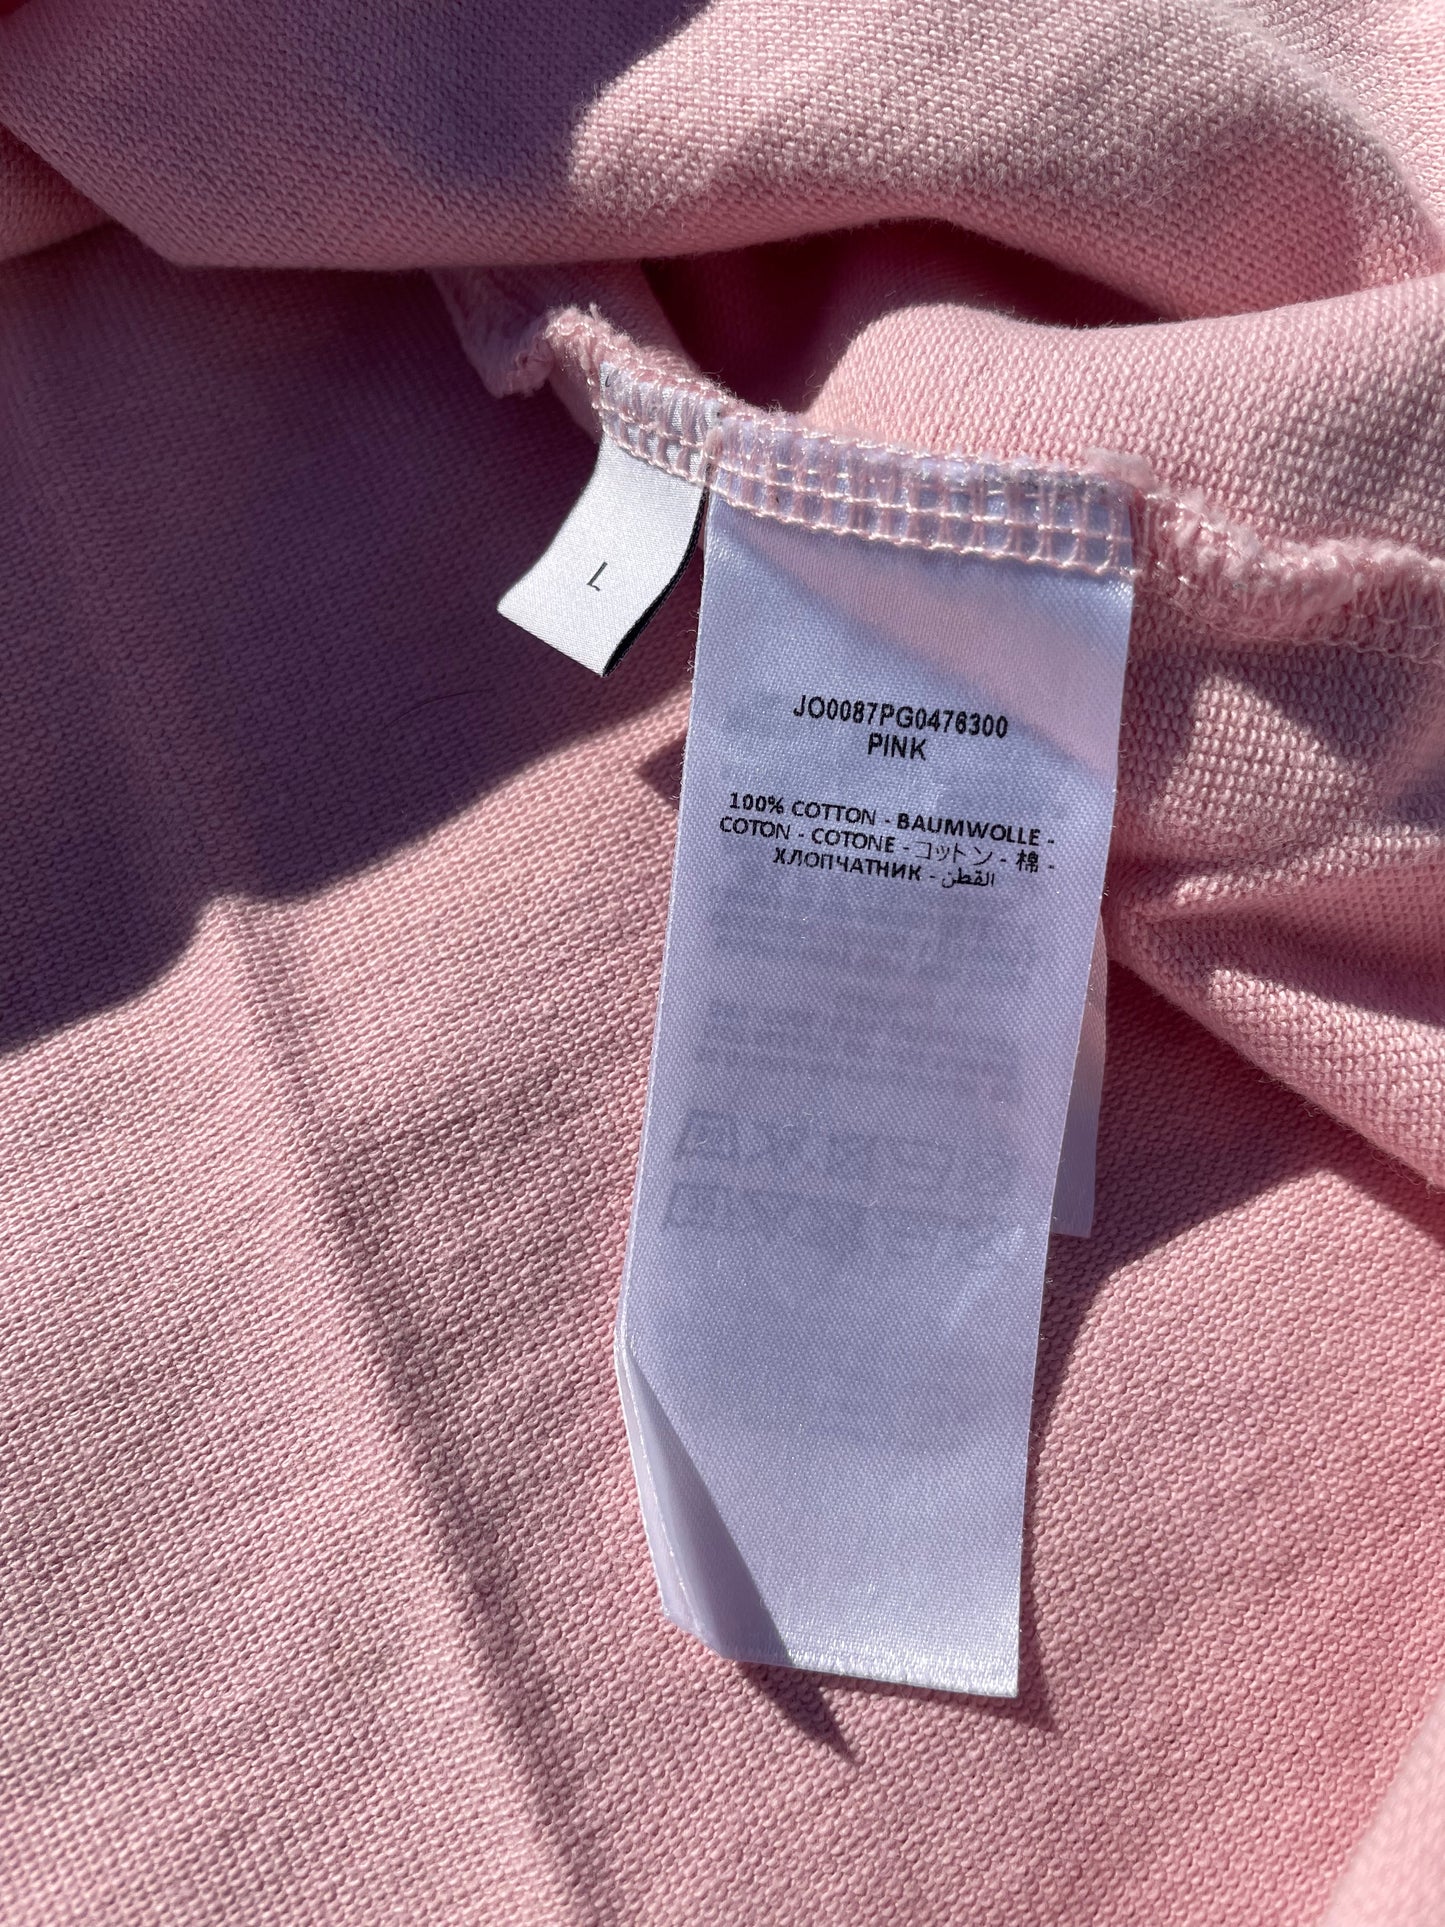 L
JO0087PG0476300
PINK
100% COTTON - BAUMWOLLE -
COTON - COTONE - コットン - 棉 -
ХЛОПЧАТНИК - القطن